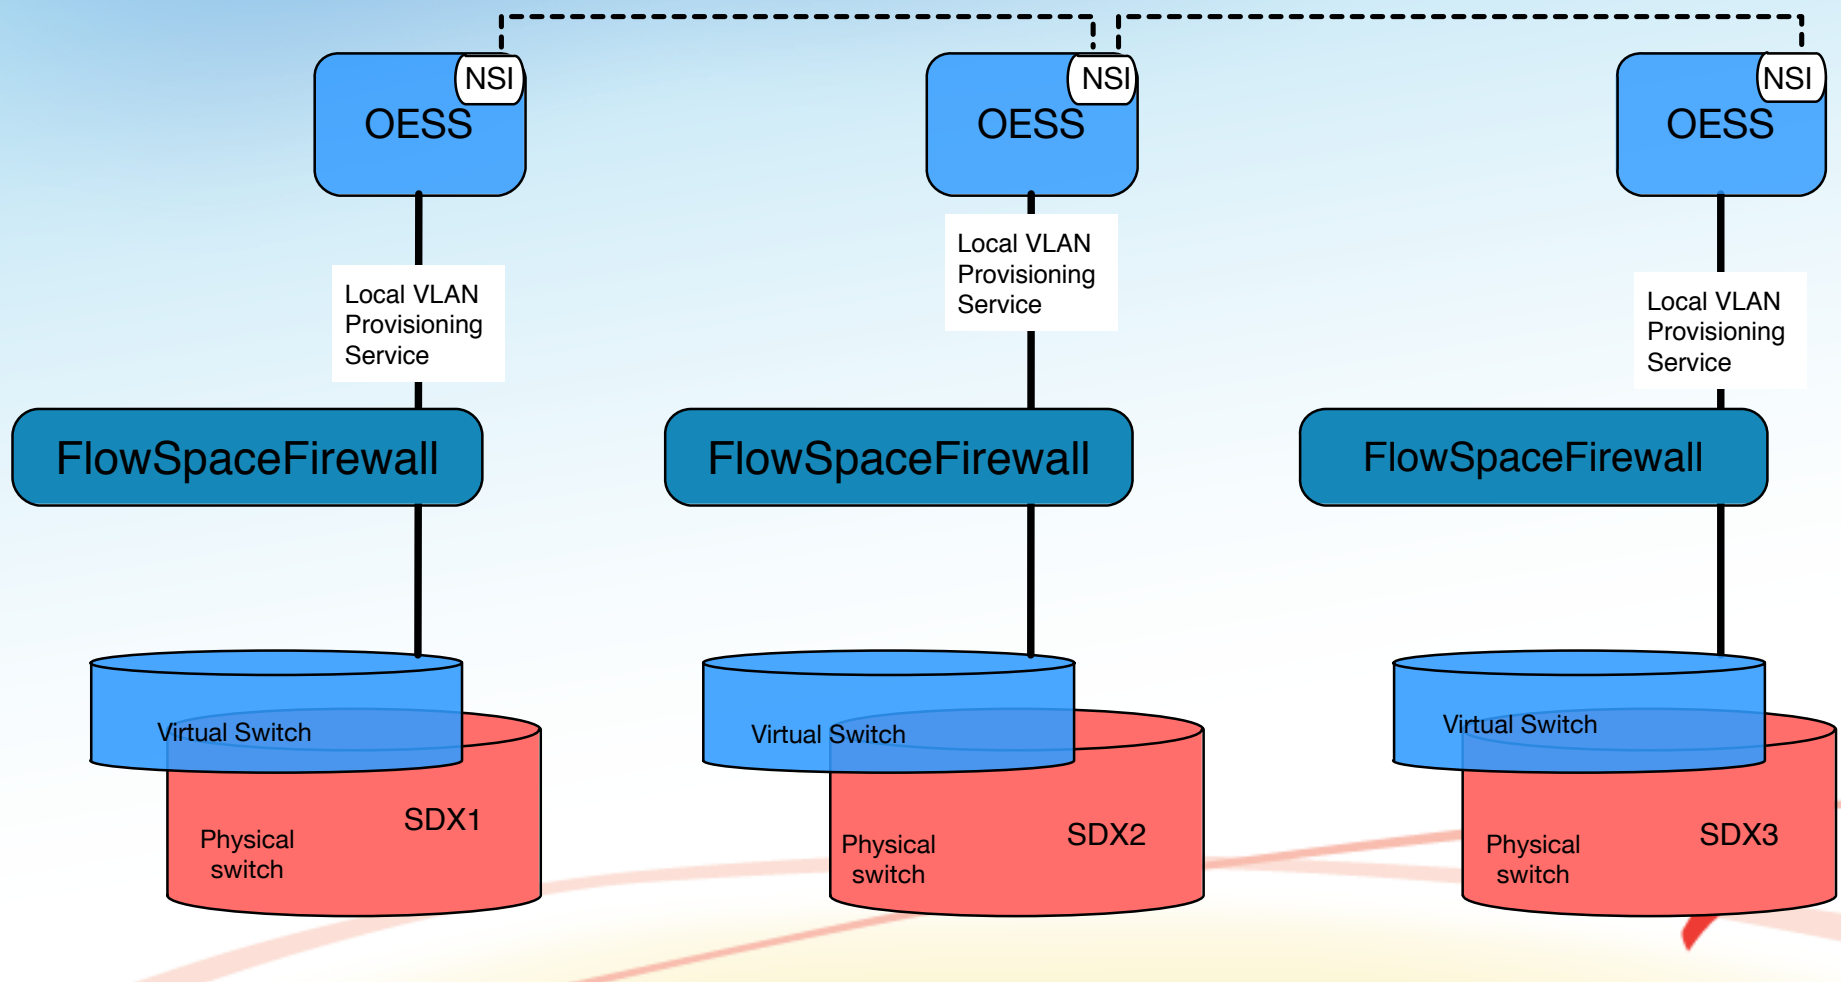 NSI
OESS
NSI
OESS
NSI
OESS
Local VLAN
Provisioning
Service
Local VLAN
Provisioning
Service
Local VLAN
Provisioning
Service
FlowSpaceFirewall
FlowSpaceFirewall
FlowSpaceFirewall
Virtual Switch
SDX1
Physical
switch
Virtual Switch
SDX2
Physical
switch
Virtual Switch
SDX3
Physical
switch